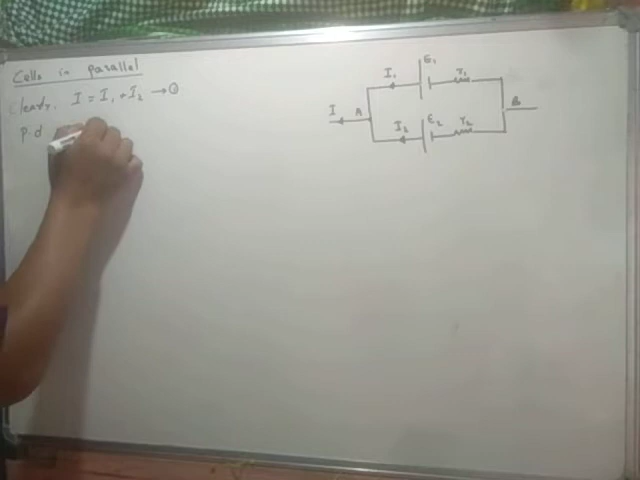 Cells in parallel
Clearly. I = I₁ + I₂ → ①
p.d
E₁
I₁
r₁
I
A
B
I₂
E₂
r₂